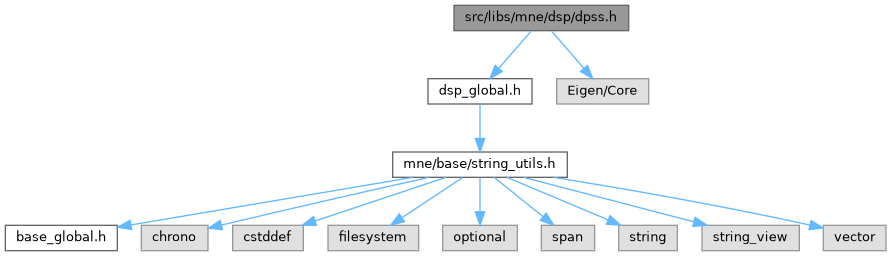 src/libs/mne/dsp/dpss.h
dsp_global.h
Eigen/Core
mne/base/string_utils.h
base_global.h
chrono
cstddef
filesystem
optional
span
string
string_view
vector